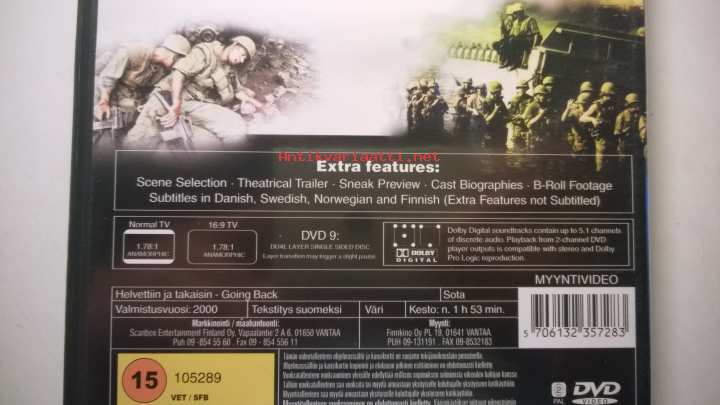 Antikvariaatti.net
Extra features:
Scene Selection · Theatrical Trailer · Sneak Preview · Cast Biographies · B-Roll Footage
Subtitles in Danish, Swedish, Norwegian and Finnish (Extra Features not Subtitled)
Normal TV
16:9 TV
1,78:1
ANAMORPHIC
1,78:1
ANAMORPHIC
DVD 9:
DUAL LAYER SINGLE SIDED DISC
Layer transition may trigger a slight pause
DOLBY
DIGITAL
Dolby Digital soundtracks contain up to 5.1 channels
of discrete audio. Playback from 2-channel DVD
player outputs is compatible with stereo and Dolby
Pro Logic reproduction.
MYYNTIVIDEO
Helvettiin ja takaisin - Going Back
Sota
Valmistusvuosi: 2000
Tekstitys suomeksi
Väri
Kesto: n. 1 h 53 min.
Markkinointi / maahantuonti:
Scanbox Entertainment Finland Oy, Vapaalantie 2 A 6, 01650 VANTAA
Puh 09 - 854 55 60 Fax 09 - 854 556 11
Myynti:
Finnkino Oy PL 19, 01641 VANTAA.
PUH 09-131191 . FAX 09-8532183
5 706132 357283
15
105289
VET / SFB
2
PAL
DVD
VIDEO